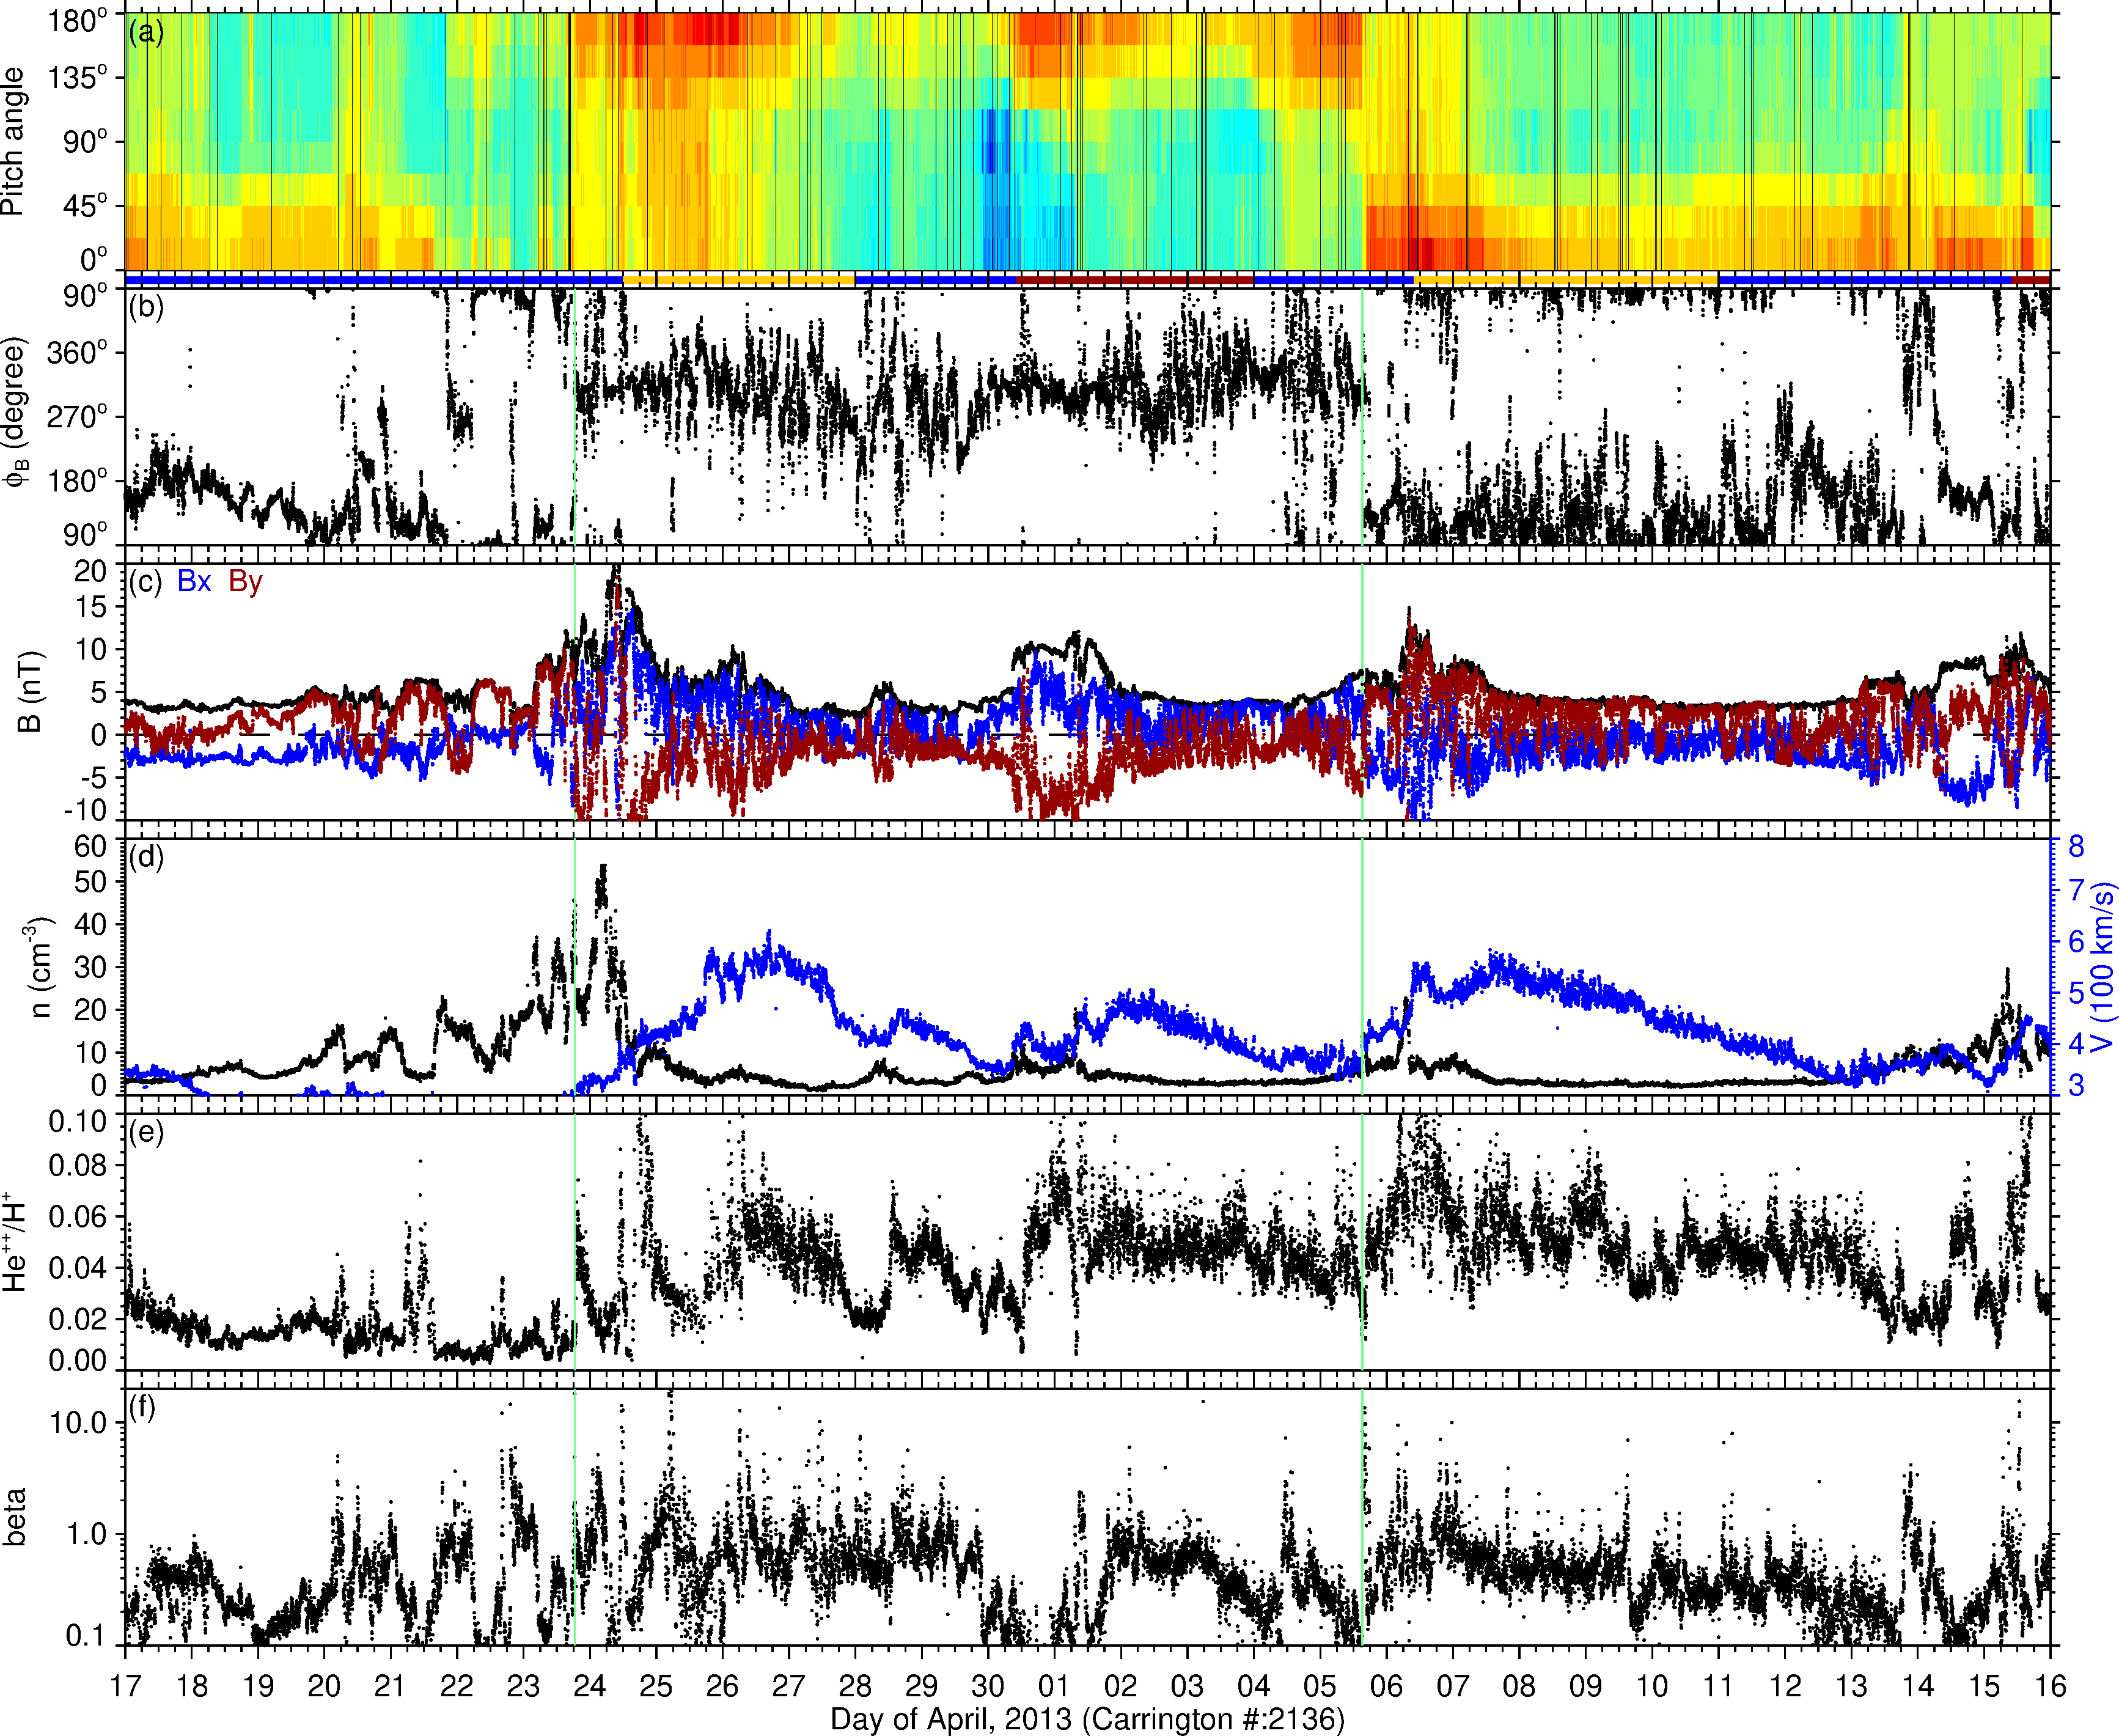 (a)
180°
135°
90°
45°
0°
Pitch angle
(b)
90°
360°
270°
180°
90°
ϕB (degree)
(c) Bx By
20
15
10
5
0
-5
-10
B (nT)
(d)
60
50
40
30
20
10
0
n (cm-3)
8
7
6
5
4
3
V (100 km/s)
(e)
0.10
0.08
0.06
0.04
0.02
0.00
He++/H+
(f)
10.0
1.0
0.1
beta
17 18 19 20 21 22 23 24 25 26 27 28 29 30 01 02 03 04 05 06 07 08 09 10 11 12 13 14 15 16
Day of April, 2013 (Carrington #:2136)